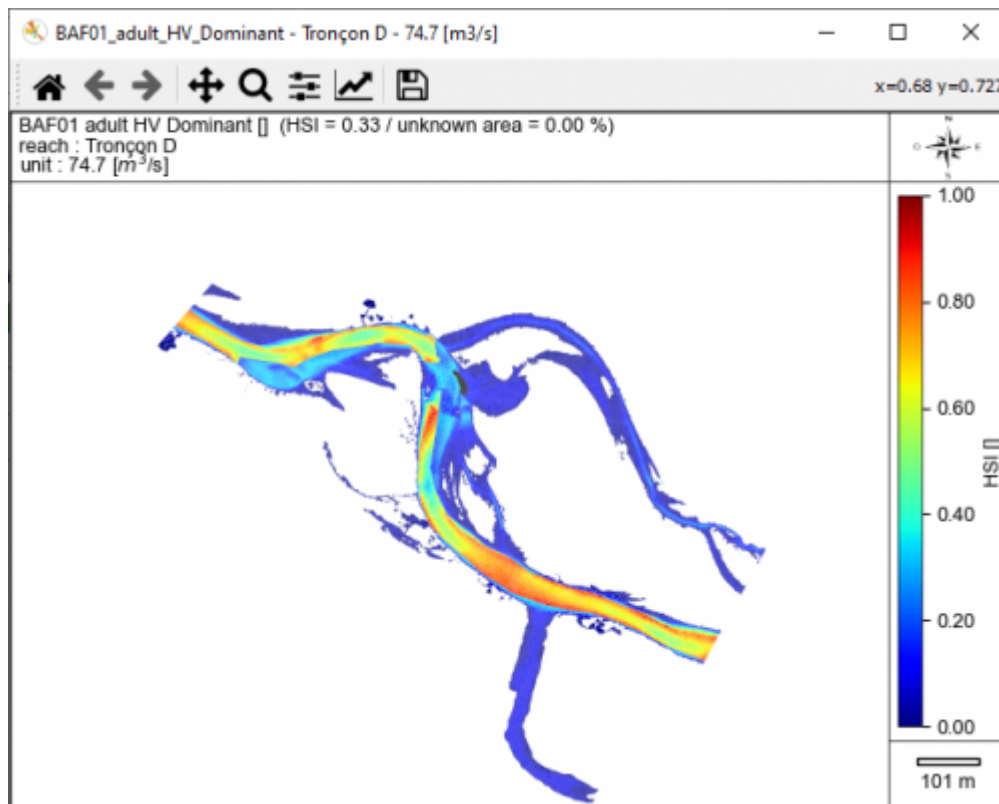 BAF01_adult_HV_Dominant - Tronçon D - 74.7 [m3/s]
x=0.68 y=0.727
BAF01 adult HV Dominant [] (HSI = 0.33 / unknown area = 0.00 %)
reach : Tronçon D
unit : 74.7 [m³/s]
N
O
E
S
1.00
0.80
0.60
HSI []
0.40
0.20
0.00
101 m